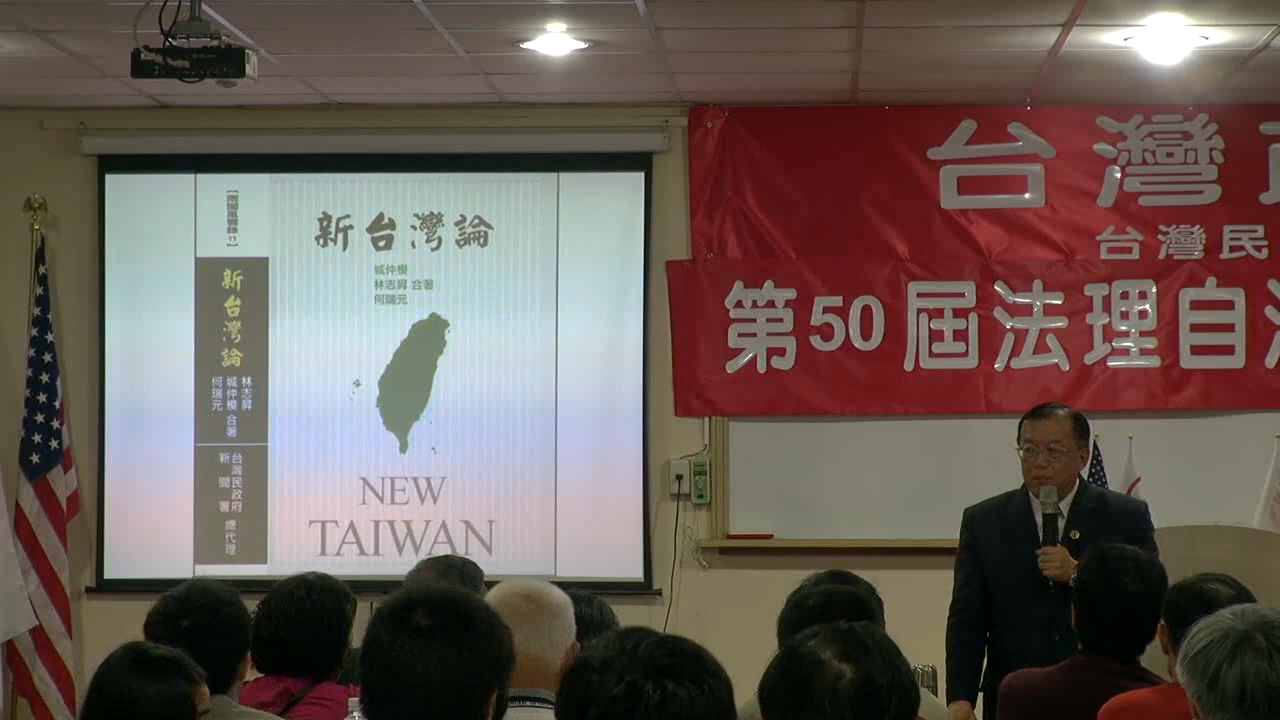 新台灣論
城仲模
林志昇 合著
何瑞元
NEW
TAIWAN
新台灣論
林志昇
城仲模 合著
何瑞元
台灣民政府
新聞署 總代理
台灣
台灣民
第50屆法理自